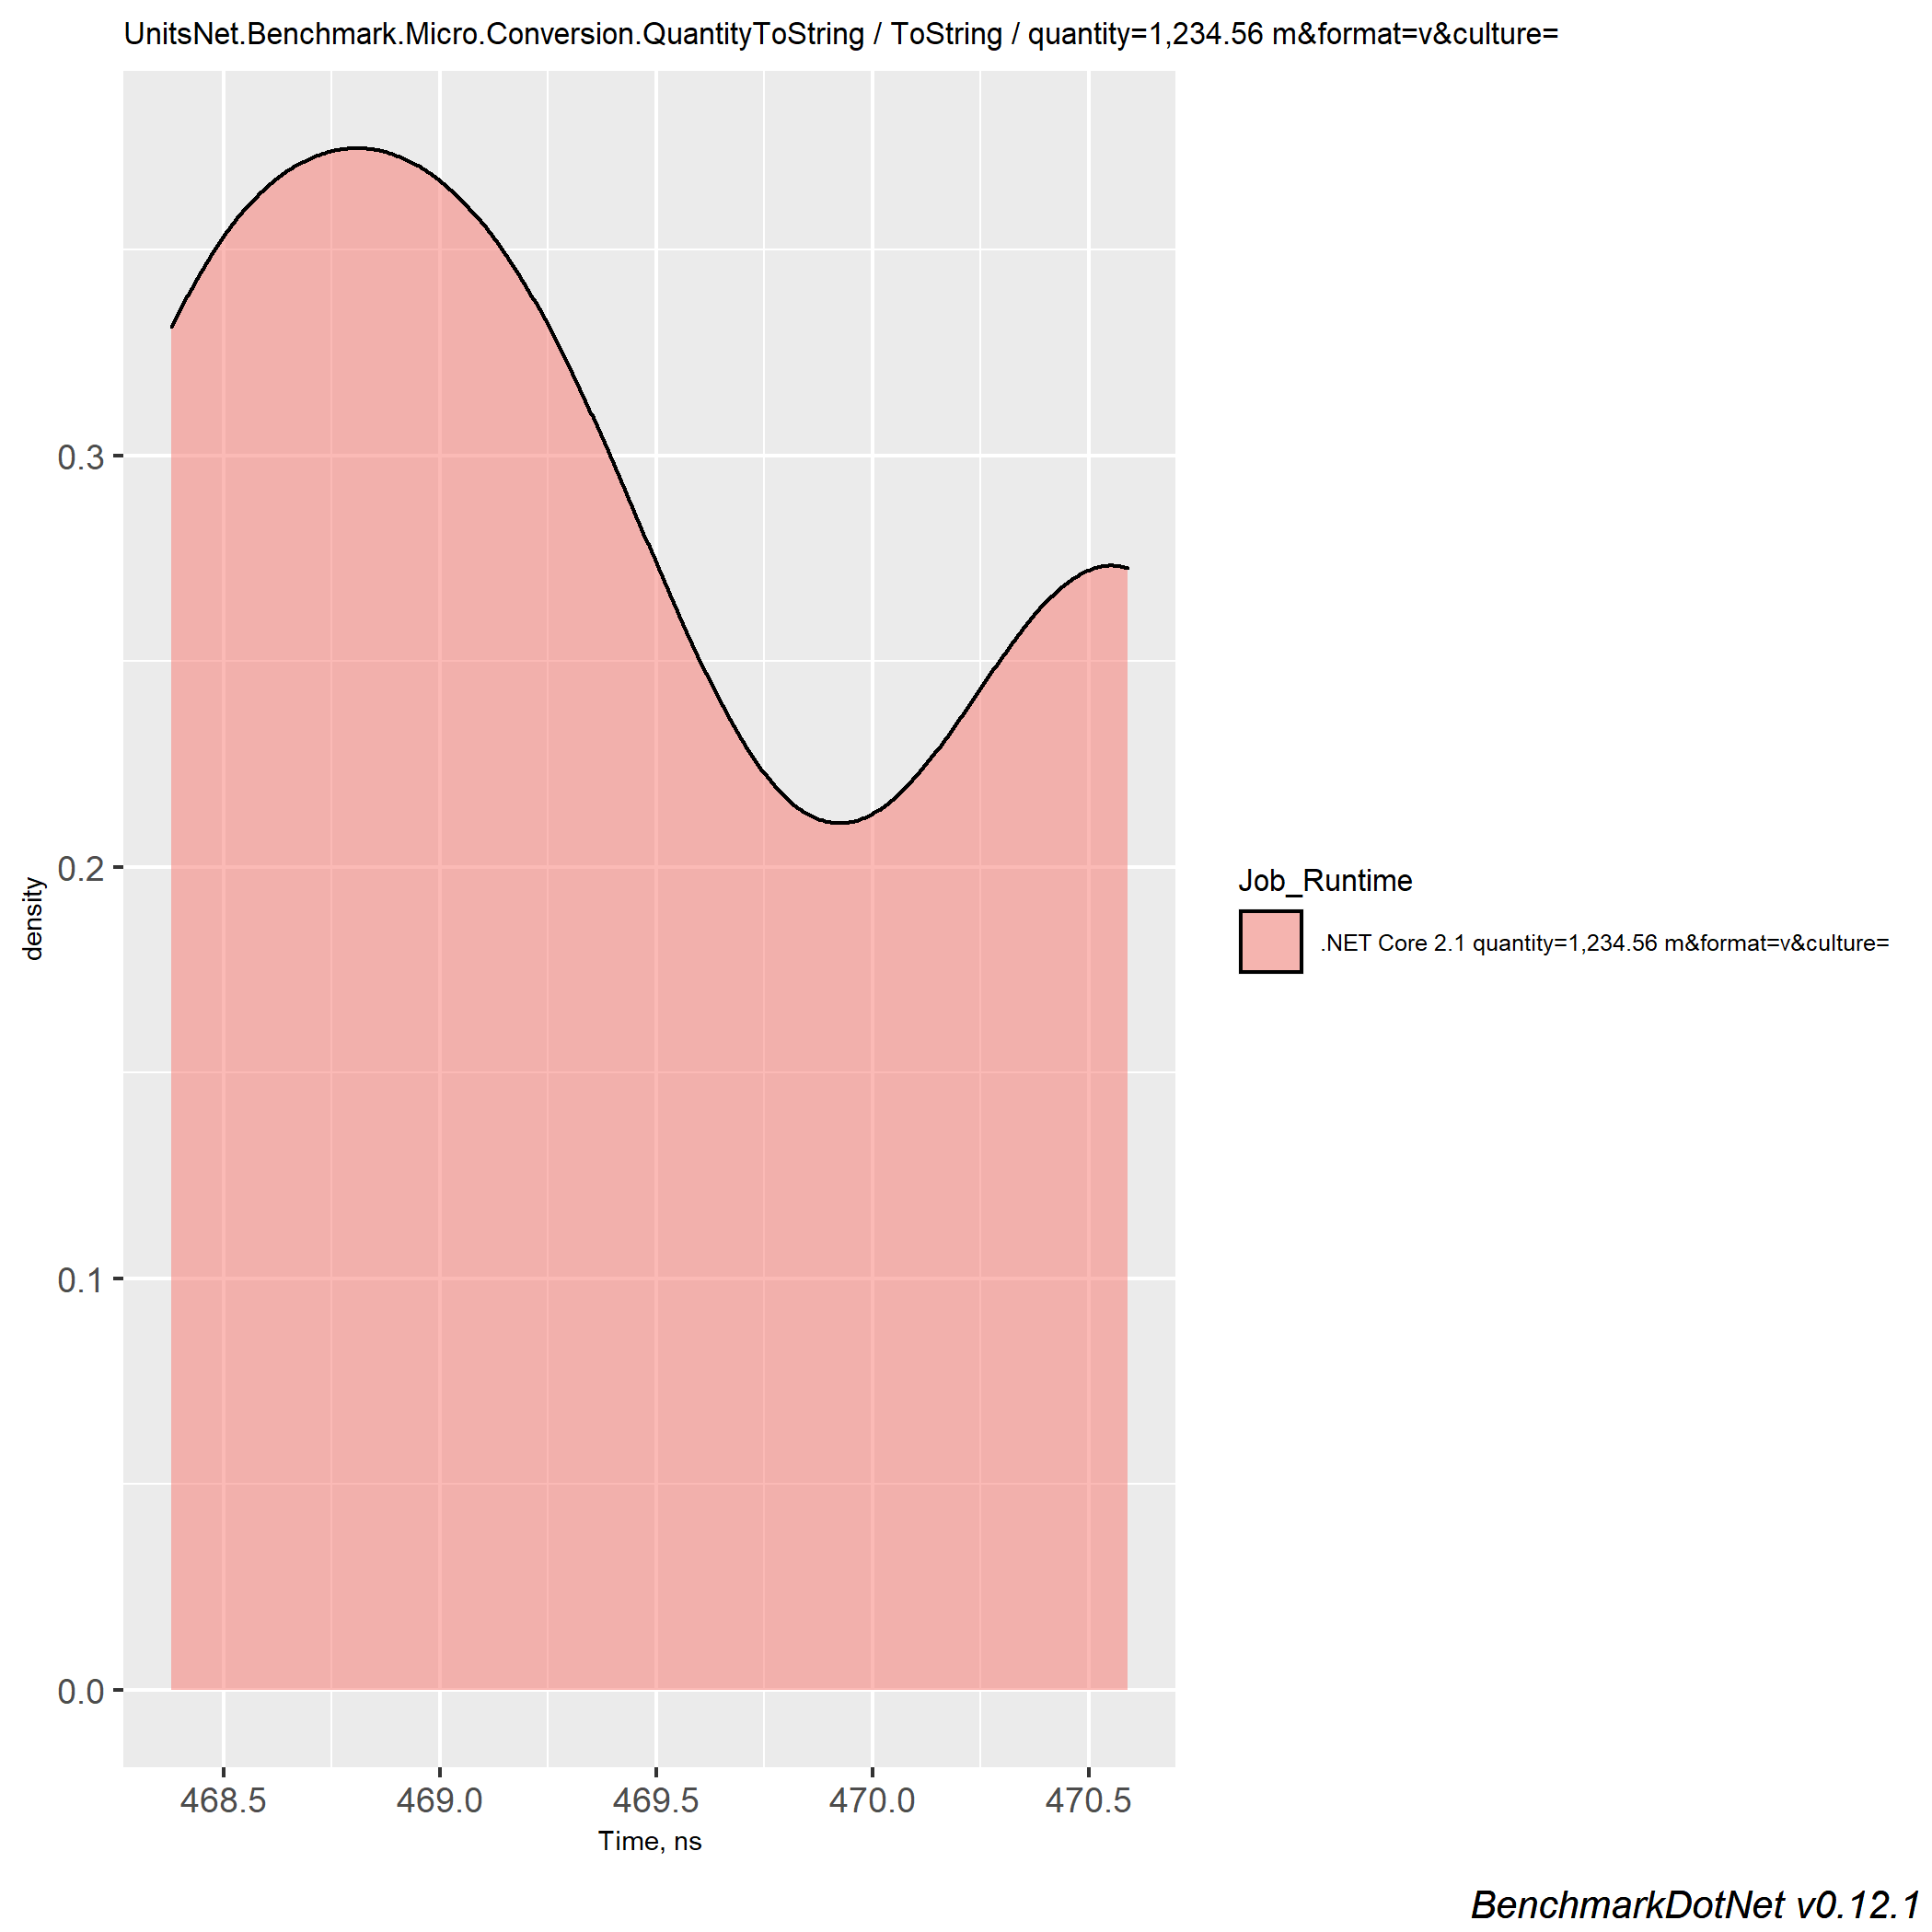 UnitsNet.Benchmark.Micro.Conversion.QuantityToString / ToString / quantity=1,234.56 m&format=v&culture=
0.3
0.2
0.1
0.0
density
468.5 469.0 469.5 470.0 470.5
Time, ns
Job_Runtime
.NET Core 2.1 quantity=1,234.56 m&format=v&culture=
BenchmarkDotNet v0.12.1